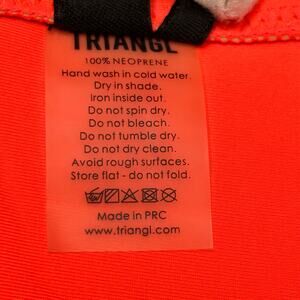 TRIANGL
100% NEOPRENE
Hand wash in cold water.
Dry in shade.
Iron inside out.
Do not spin dry.
Do not bleach.
Do not tumble dry.
Do not dry clean.
Avoid rough surfaces.
Store flat - do not fold.
Made in PRC
www.triangl.com